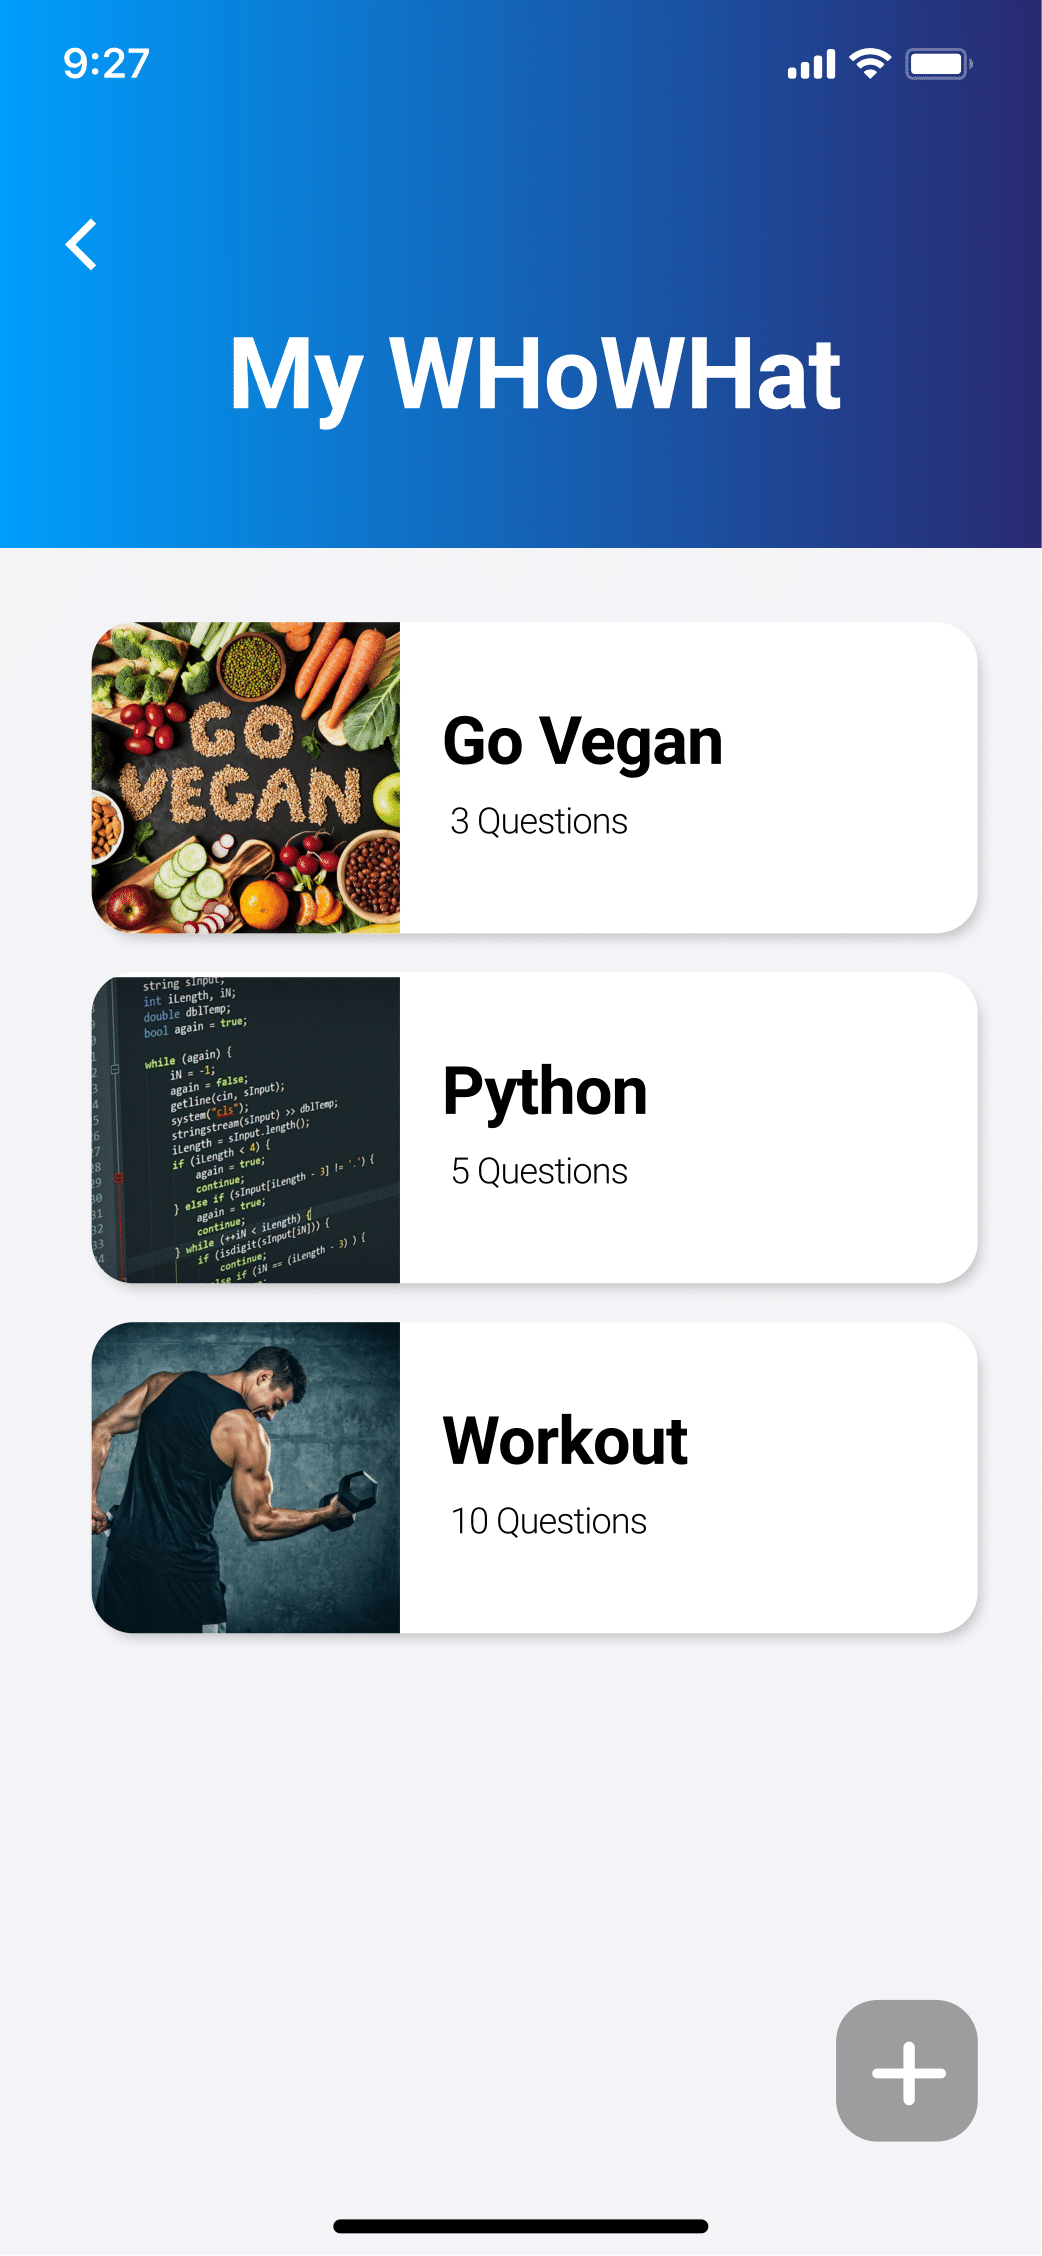 9:27
My WHoWHat
GO
VEGAN
Go Vegan
3 Questions
string sInput;
int iLength, iN;
double dblTemp;
bool again = true;
while (again) {
iN = -1;
again = false;
getline(cin, sInput);
system("cls");
stringstream(sInput) >> dblTemp;
iLength = sInput.length();
if (iLength < 4) {
again = true;
continue;
} else if (sInput[iLength - 3] != '.') {
again = true;
continue;
} while (++iN < iLength) {
if (isdigit(sInput[iN])) {
continue;
if (iN == (iLength - 3) ) {
Python
5 Questions
Workout
10 Questions